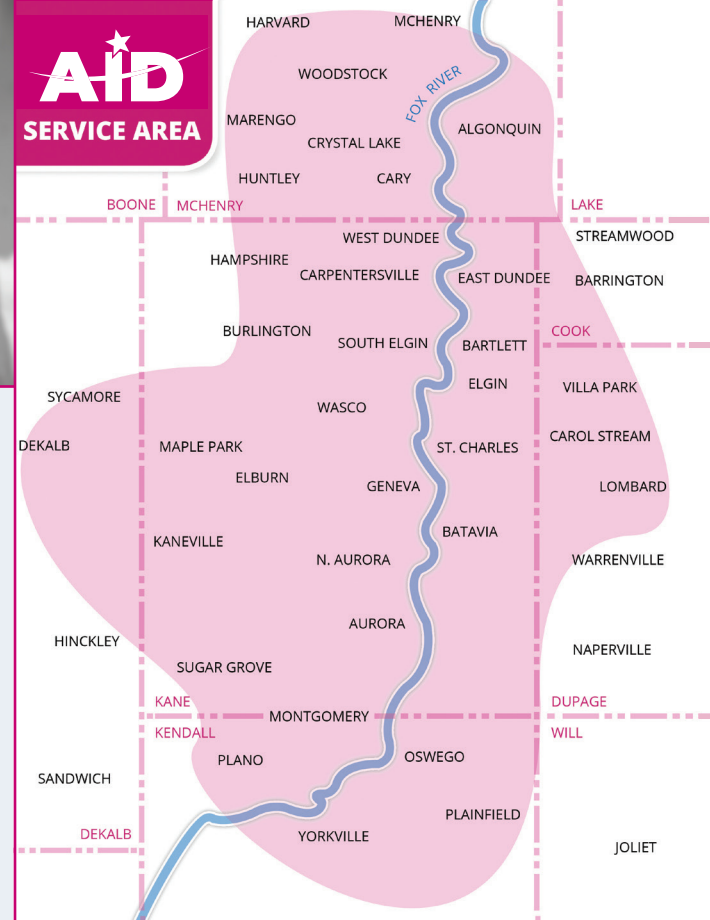 AID
SERVICE AREA
HARVARD
MCHENRY
WOODSTOCK
FOX RIVER
MARENGO
ALGONQUIN
CRYSTAL LAKE
HUNTLEY
CARY
BOONE
MCHENRY
LAKE
WEST DUNDEE
STREAMWOOD
HAMPSHIRE
CARPENTERSVILLE
EAST DUNDEE
BARRINGTON
BURLINGTON
COOK
SOUTH ELGIN
BARTLETT
ELGIN
VILLA PARK
SYCAMORE
WASCO
CAROL STREAM
DEKALB
MAPLE PARK
ST. CHARLES
ELBURN
GENEVA
LOMBARD
BATAVIA
KANEVILLE
N. AURORA
WARRENVILLE
AURORA
HINCKLEY
NAPERVILLE
SUGAR GROVE
KANE
DUPAGE
MONTGOMERY
KENDALL
WILL
PLANO
OSWEGO
SANDWICH
PLAINFIELD
DEKALB
YORKVILLE
JOLIET